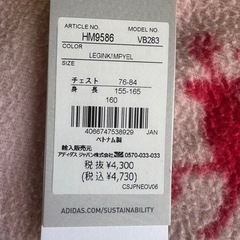 ARTICLE NO.
HM9586 VB283
COLOR
LEGINK/IMPYEL
SIZE
チェスト 76-84
身 長 155-165
160
4066747538929 JAN
ベトナム製
輸入販売元
アディダス ジャパン株式会社 0570-033-033
税抜 ¥4,300
(税込 ¥4,730)
CSJPNEOV06
ADIDAS.COM/SUSTAINABILITY